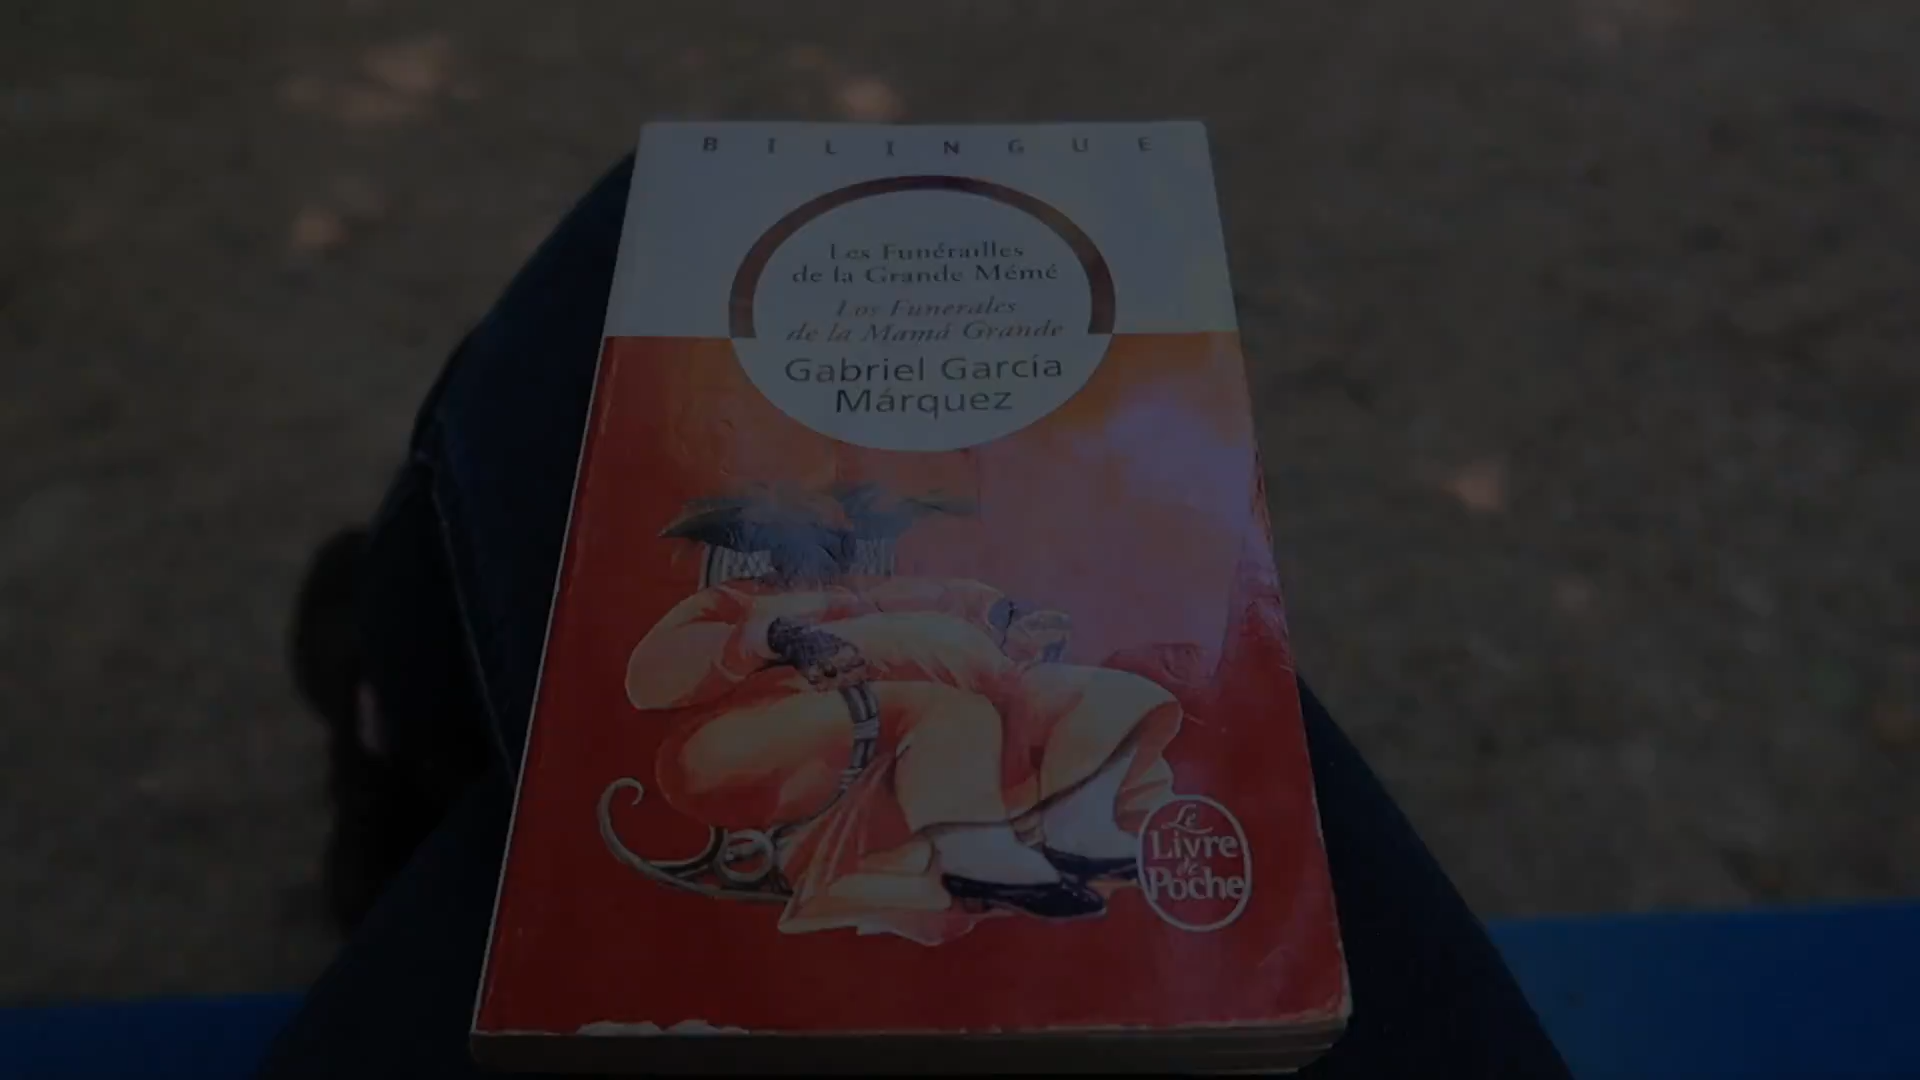 BILINGUE
Les Funérailles
de la Grande Mémé
Los Funerales
de la Mamá Grande
Gabriel García
Márquez
Le
Livre
de
Poche